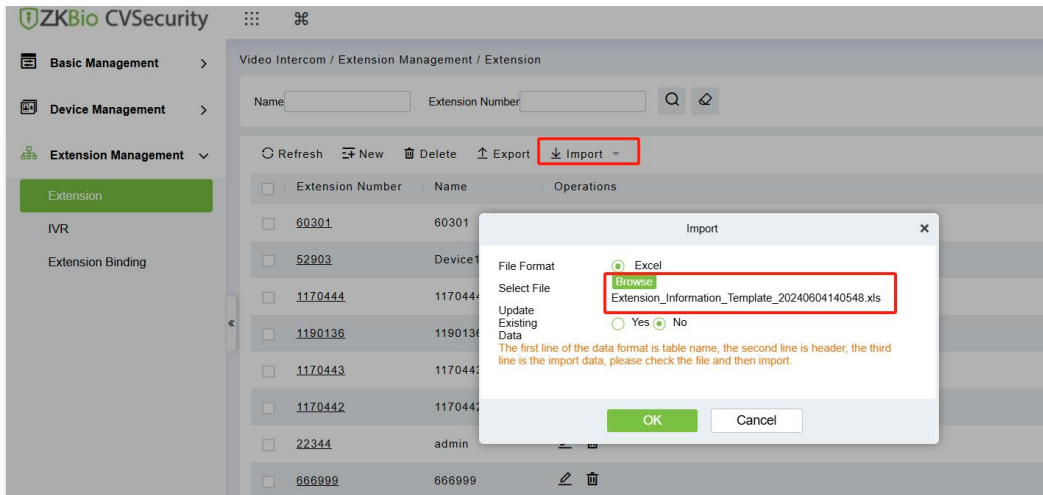 ZKBio CVSecurity
Basic Management
Device Management
Extension Management
Extension
IVR
Extension Binding
Video Intercom / Extension Management / Extension
Name
Extension Number
Refresh New Delete Export Import
Extension Number Name Operations
60301 60301
52903 Device1
1170444 1170444
1190136 1190136
1170443 1170443
1170442 1170442
22344 admin
666999 666999
Import
File Format Excel
Select File Browse
Extension_Information_Template_20240604140548.xls
Update
Existing Yes No
Data
The first line of the data format is table name, the second line is header, the third
line is the import data, please check the file and then import.
OK Cancel